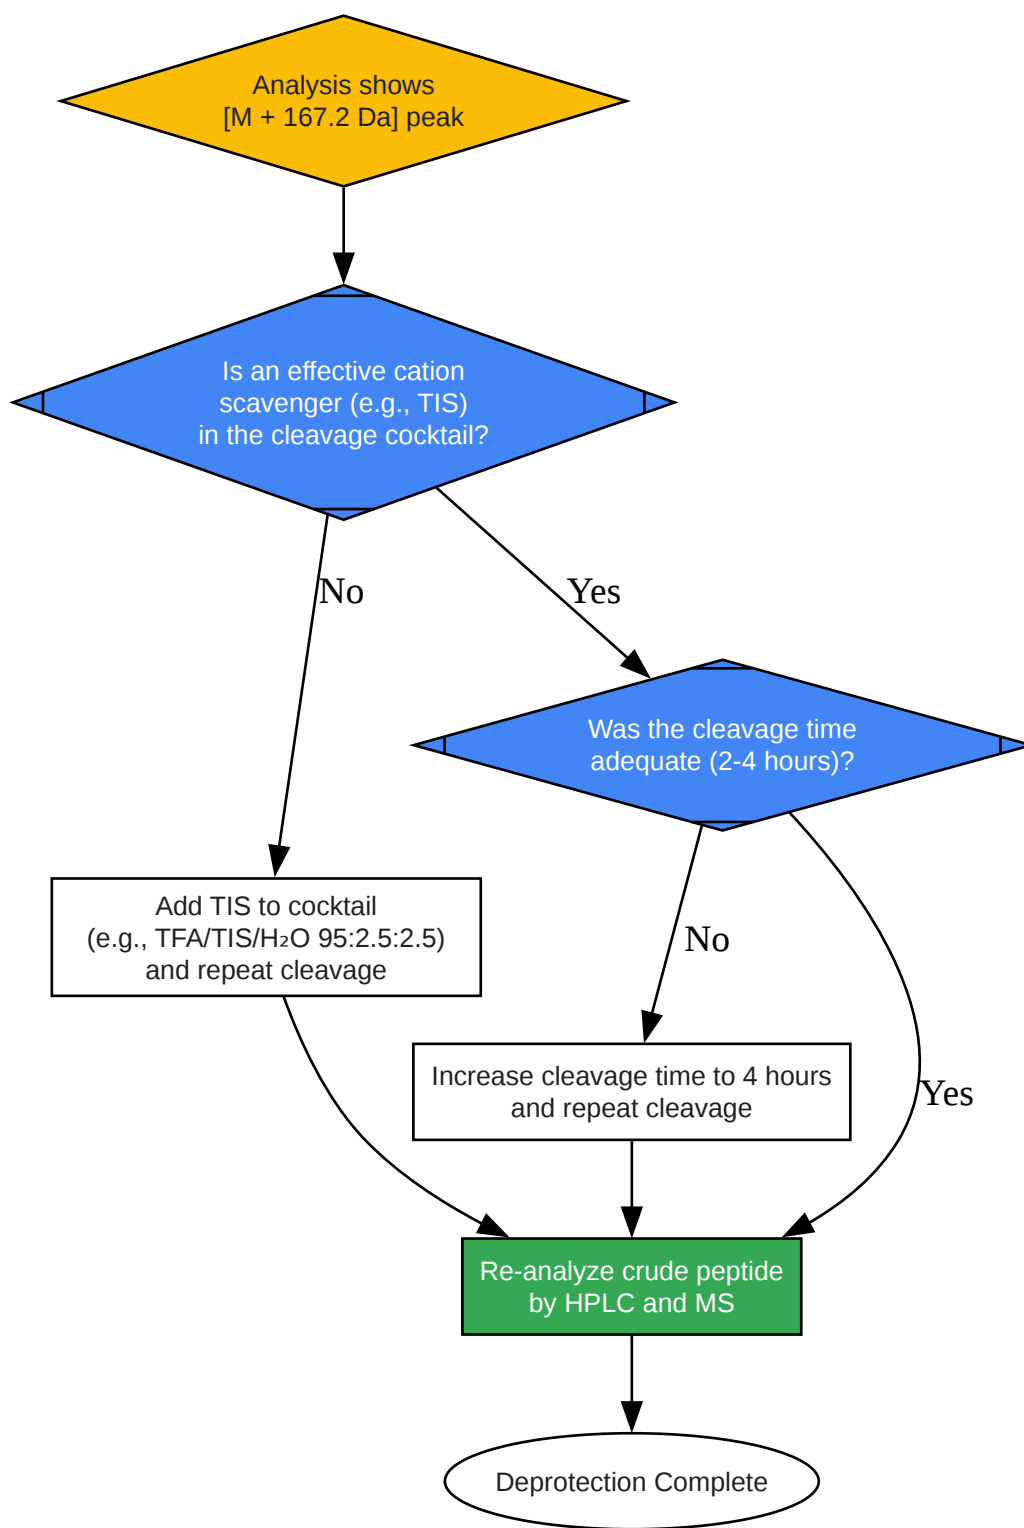 Analysis shows
[M + 167.2 Da] peak
Is an effective cation
scavenger (e.g., TIS)
in the cleavage cocktail?
No
Yes
Was the cleavage time
adequate (2-4 hours)?
Add TIS to cocktail
(e.g., TFA/TIS/H₂O 95:2.5:2.5)
and repeat cleavage
No
Increase cleavage time to 4 hours
and repeat cleavage
Yes
Re-analyze crude peptide
by HPLC and MS
Deprotection Complete